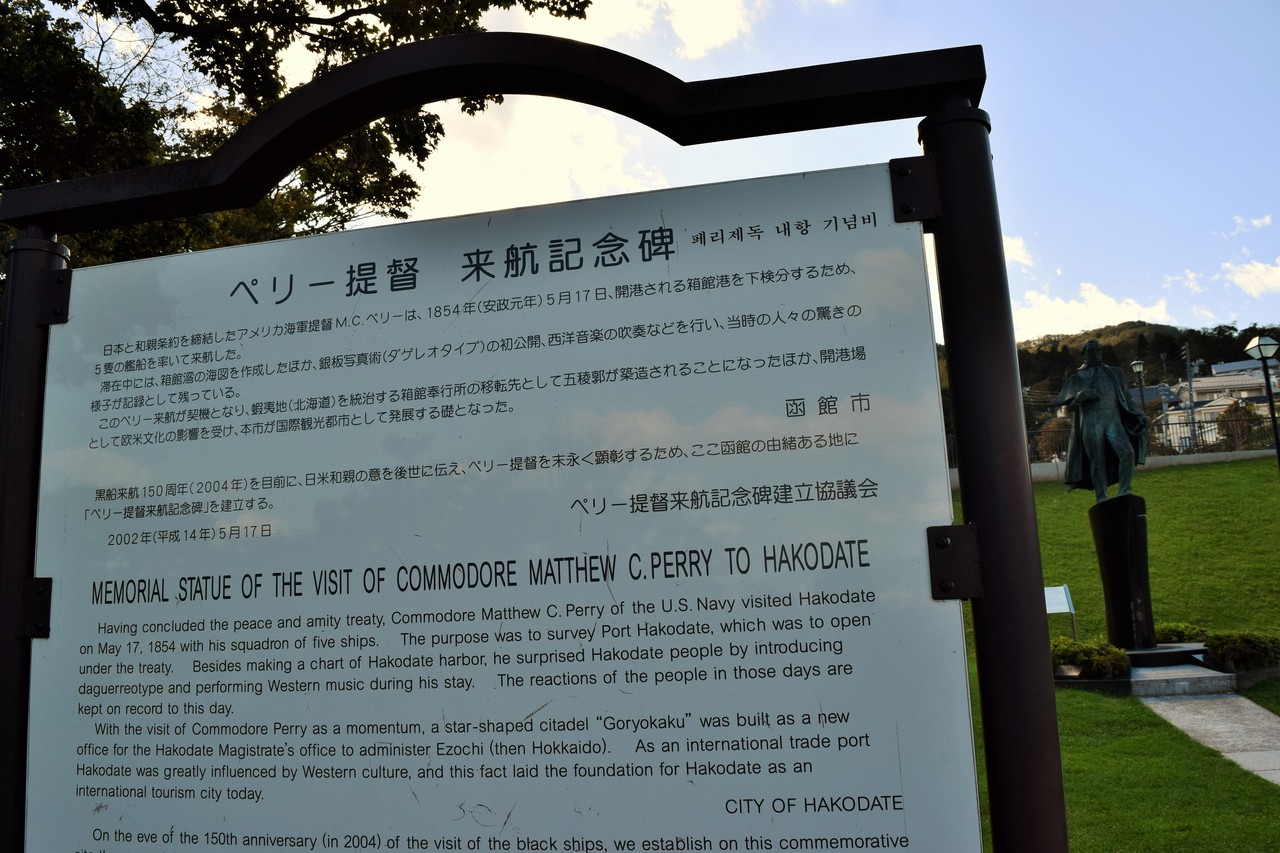 ペリー提督 来航記念碑 페리제독 내항 기념비
日本と和親条約を締結したアメリカ海軍提督M.C.ペリーは、1854年(安政元年)5月17日、開港される箱館港を下検分するため、
5隻の艦船を率いて来航した。
滞在中には、箱館湾の海図を作成したほか、銀板写真術(ダゲレオタイプ)の初公開、西洋音楽の吹奏などを行い、当時の人々の驚きの
様子が記録として残っている。
このペリー来航が契機となり、蝦夷地(北海道)を統治する箱館奉行所の移転先として五稜郭が築造されることになったほか、開港場
として欧米文化の影響を受け、本市が国際観光都市として発展する礎となった。
函館市
黒船来航150周年(2004年)を目前に、日米和親の意を後世に伝え、ペリー提督を末永く顕彰するため、ここ函館の由緒ある地に
「ペリー提督来航記念碑」を建立する。
ペリー提督来航記念碑建立協議会
2002年(平成14年)5月17日
MEMORIAL STATUE OF THE VISIT OF COMMODORE MATTHEW C.PERRY TO HAKODATE
Having concluded the peace and amity treaty, Commodore Matthew C. Perry of the U.S. Navy visited Hakodate
on May 17, 1854 with his squadron of five ships. The purpose was to survey Port Hakodate, which was to open
under the treaty. Besides making a chart of Hakodate harbor, he surprised Hakodate people by introducing
daguerreotype and performing Western music during his stay. The reactions of the people in those days are
kept on record to this day.
With the visit of Commodore Perry as a momentum, a star-shaped citadel “Goryokaku” was built as a new
office for the Hakodate Magistrate's office to administer Ezochi (then Hokkaido). As an international trade port
Hakodate was greatly influenced by Western culture, and this fact laid the foundation for Hakodate as an
international tourism city today.
CITY OF HAKODATE
On the eve of the 150th anniversary (in 2004) of the visit of the black ships, we establish on this commemorative